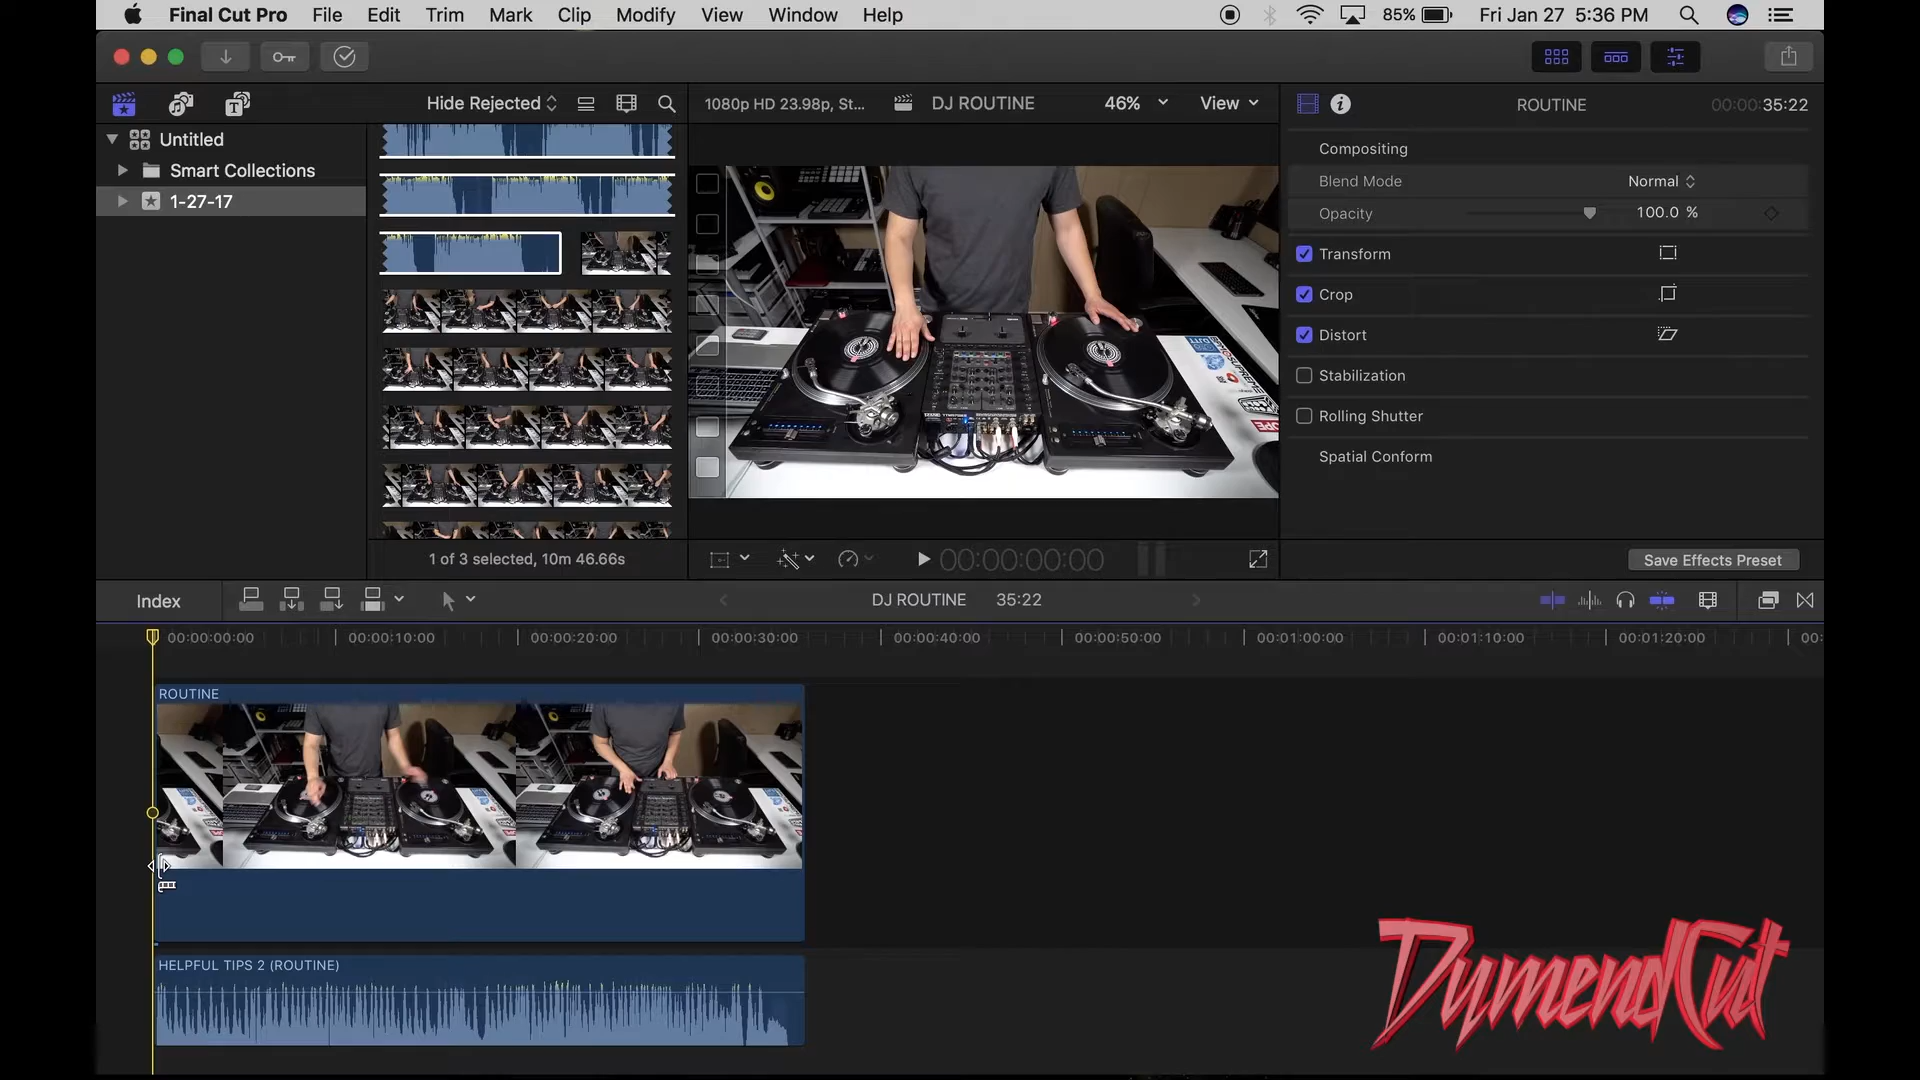 Final Cut Pro File Edit Trim Mark Clip Modify View Window Help 85% Fri Jan 27 5:36 PM
Hide Rejected
1080p HD 23.98p, St... DJ ROUTINE 46% View
ROUTINE 00:00:35:22
Untitled
Smart Collections
1-27-17
Compositing
Blend Mode Normal
Opacity 100.0 %
Transform
Crop
Distort
Stabilization
Rolling Shutter
Spatial Conform
1 of 3 selected, 10m 46.66s
00:00:00:00
Save Effects Preset
Index
DJ ROUTINE 35:22
00:00:00:00 00:00:10:00 00:00:20:00 00:00:30:00 00:00:40:00 00:00:50:00 00:01:00:00 00:01:10:00 00:01:20:00 00:
ROUTINE
HELPFUL TIPS 2 (ROUTINE)
DymendCut